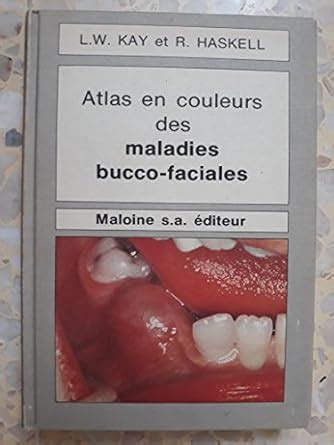 L.W. KAY et R. HASKELL
Atlas en couleurs
des
maladies
bucco-faciales
Maloine s.a. éditeur